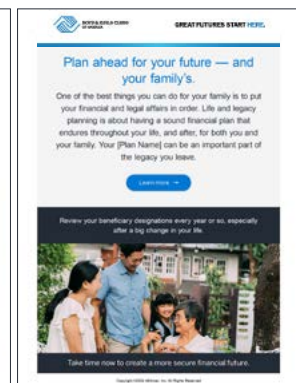 BOYS & GIRLS CLUBS
OF AMERICA
GREAT FUTURES START HERE.
Plan ahead for your future — and
your family's.
One of the best things you can do for your family is to put
your financial and legal affairs in order. Life and legacy
planning is about having a sound financial plan that
endures throughout your life, and after, for both you and
your family. Your [Plan Name] can be an important part of
the legacy you leave.
Learn more →
Review your beneficiary designations every year or so, especially
after a big change in your life.
Take time now to create a more secure financial future.